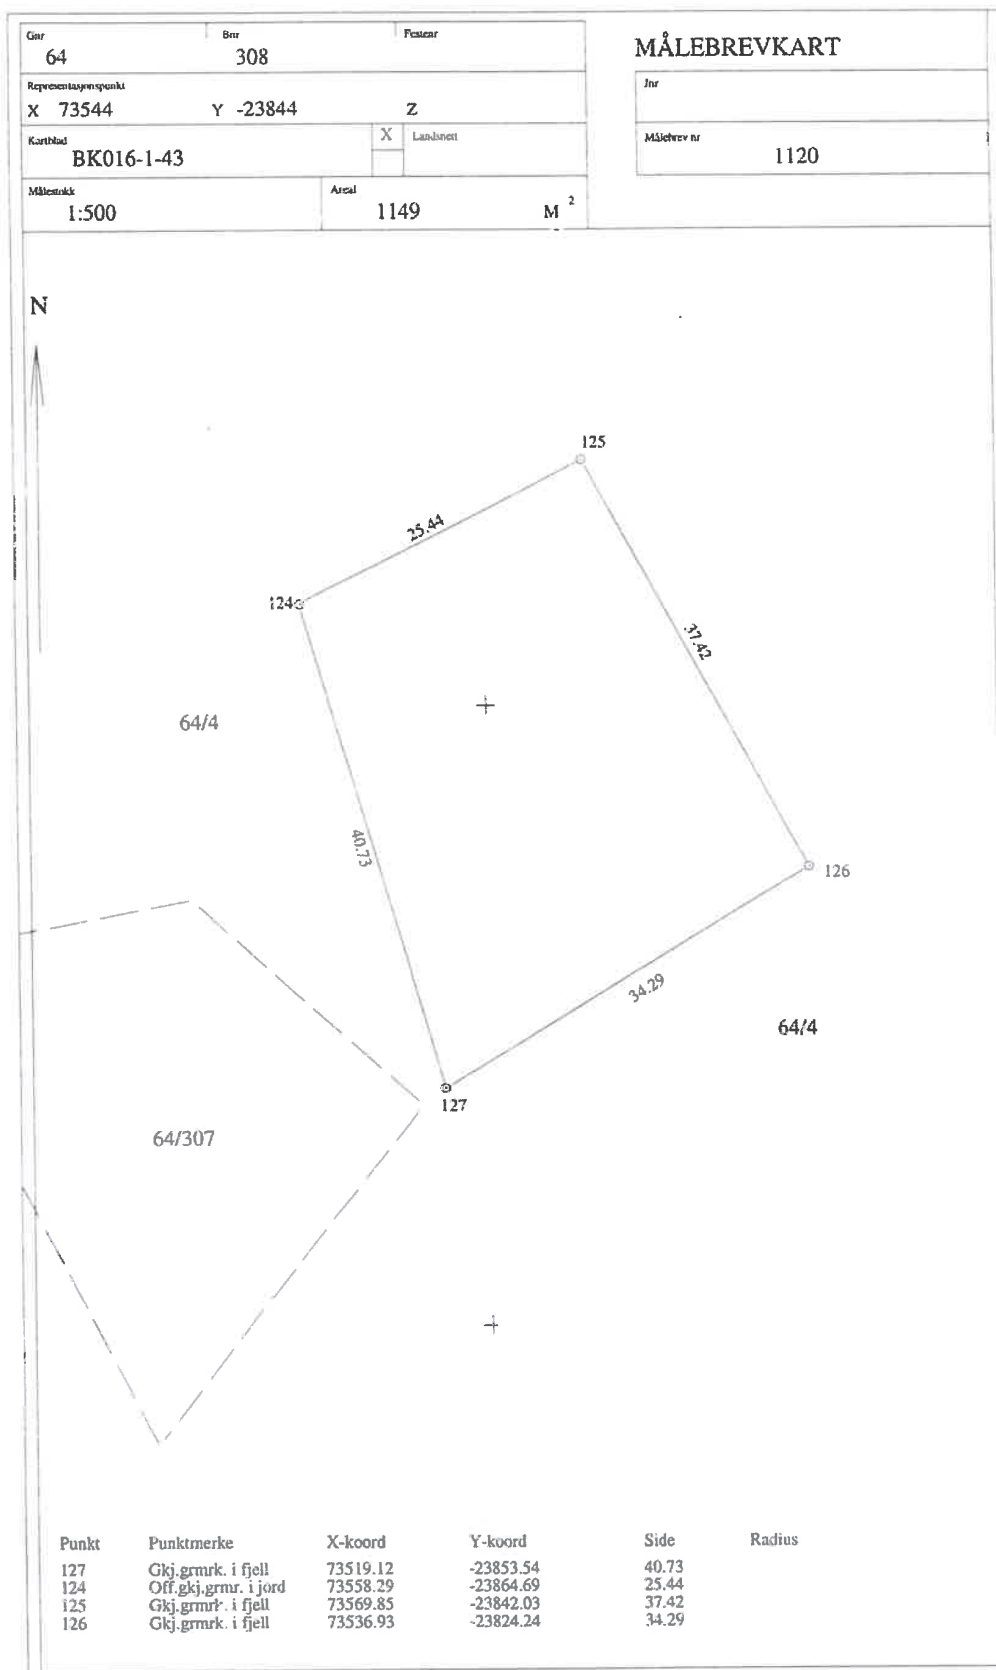 Gnr Bnr Festenr
64 308
MÅLEBREVKART
Representasjonspunkt
X 73544 Y -23844 Z
Jnr
Kartblad X Landsnett
BK016-1-43
Målebrev nr
1120
Målestokk Areal
1:500 1149 M 2
N
125
25.44
124
37.42
64/4
40.73
126
34.29
64/4
127
64/307
Punkt Punktmerke X-koord Y-koord Side Radius
127 Gkj.grmrk. i fjell 73519.12 -23853.54 40.73
124 Off.gkj.grmr. i jord 73558.29 -23864.69 25.44
125 Gkj.grmrk. i fjell 73569.85 -23842.03 37.42
126 Gkj.grmrk. i fjell 73536.93 -23824.24 34.29